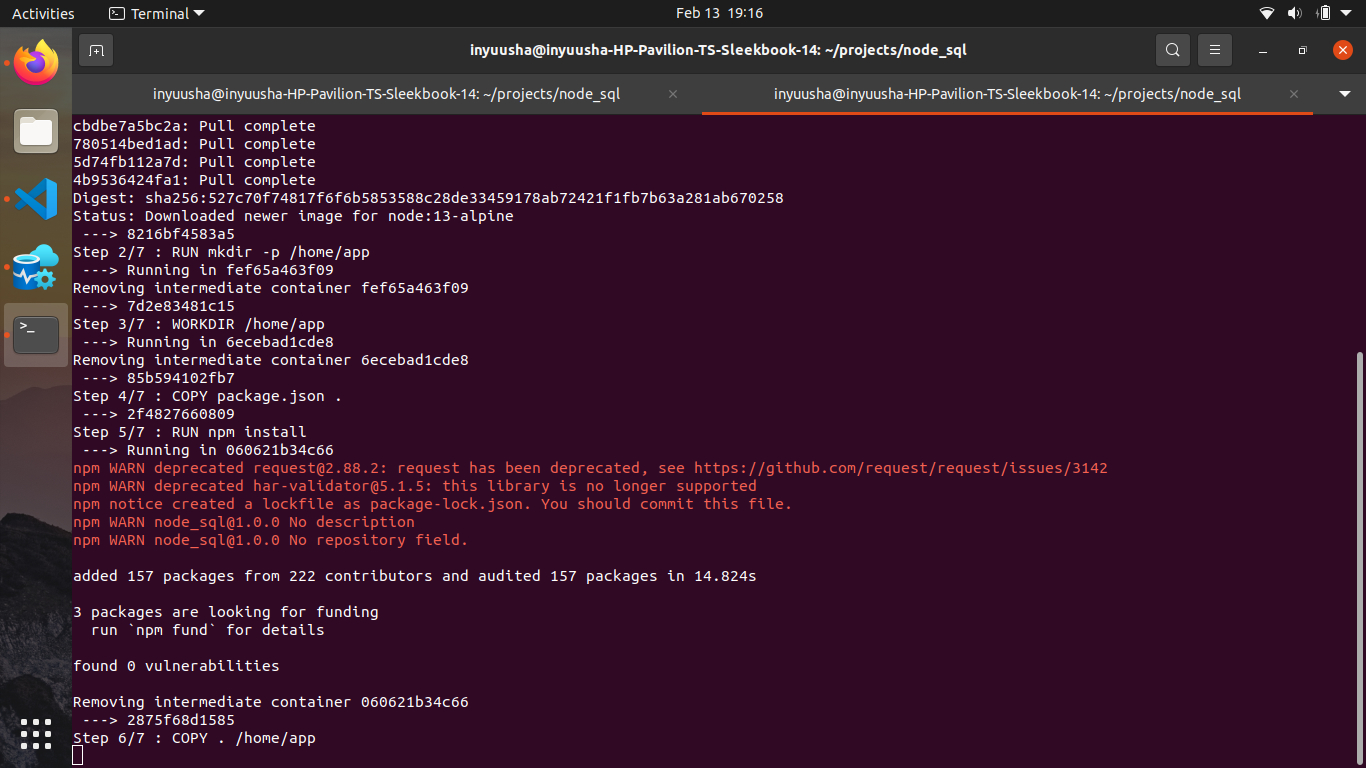 Activities
Terminal
Feb 13 19:16
inyuusha@inyuusha-HP-Pavilion-TS-Sleekbook-14: ~/projects/node_sql
inyuusha@inyuusha-HP-Pavilion-TS-Sleekbook-14: ~/projects/node_sql
inyuusha@inyuusha-HP-Pavilion-TS-Sleekbook-14: ~/projects/node_sql
cbdbe7a5bc2a: Pull complete
780514bed1ad: Pull complete
5d74fb112a7d: Pull complete
4b9536424fa1: Pull complete
Digest: sha256:527c70f74817f6f6b5853588c28de33459178ab72421f1fb7b63a281ab670258
Status: Downloaded newer image for node:13-alpine
 ---> 8216bf4583a5
Step 2/7 : RUN mkdir -p /home/app
 ---> Running in fef65a463f09
Removing intermediate container fef65a463f09
 ---> 7d2e83481c15
Step 3/7 : WORKDIR /home/app
 ---> Running in 6ecebad1cde8
Removing intermediate container 6ecebad1cde8
 ---> 85b594102fb7
Step 4/7 : COPY package.json .
 ---> 2f4827660809
Step 5/7 : RUN npm install
 ---> Running in 060621b34c66
npm WARN deprecated request@2.88.2: request has been deprecated, see https://github.com/request/request/issues/3142
npm WARN deprecated har-validator@5.1.5: this library is no longer supported
npm notice created a lockfile as package-lock.json. You should commit this file.
npm WARN node_sql@1.0.0 No description
npm WARN node_sql@1.0.0 No repository field.
added 157 packages from 222 contributors and audited 157 packages in 14.824s
3 packages are looking for funding
  run `npm fund` for details
found 0 vulnerabilities
Removing intermediate container 060621b34c66
 ---> 2875f68d1585
Step 6/7 : COPY . /home/app